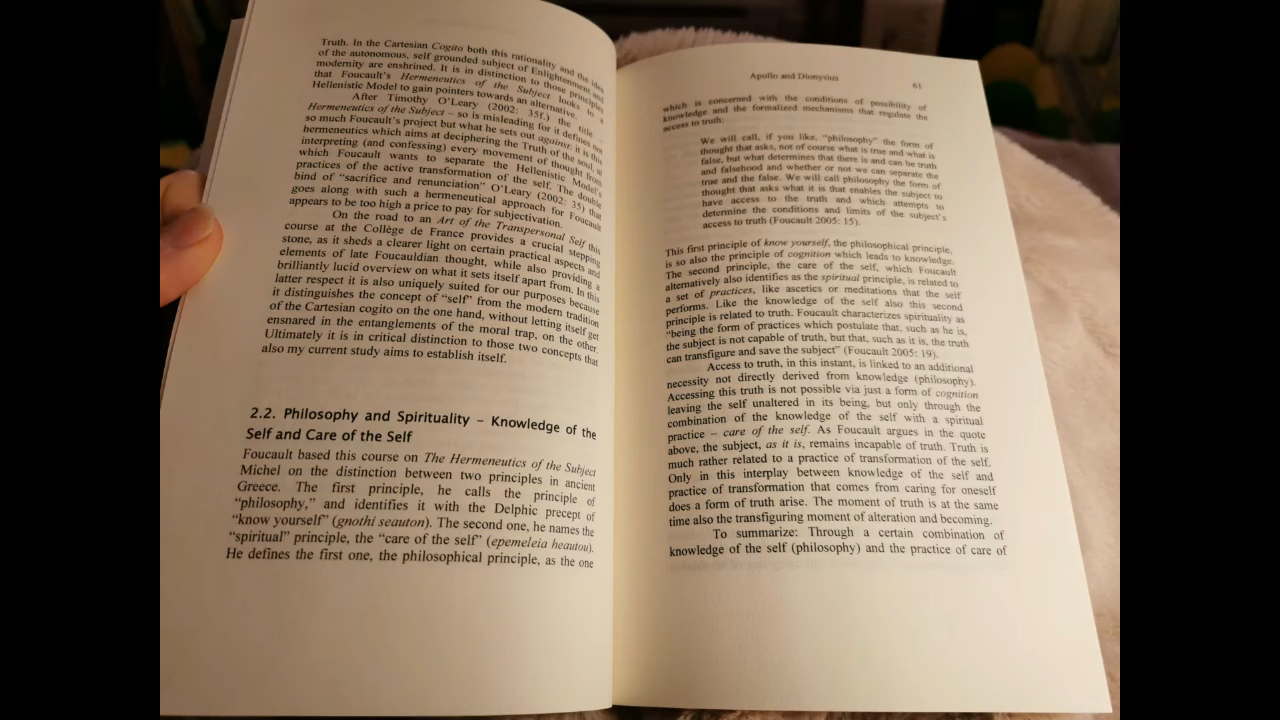 Truth. In the Cartesian Cogito both this rationality and the idea
of the autonomous, self grounded subject of Enlightenment and
modernity are enshrined. It is in distinction to those principles
that Foucault's Hermeneutics of the Subject looks to a
Hellenistic Model to gain pointers towards an alternative.
After Timothy O'Leary (2002: 35f.) the title –
Hermeneutics of the Subject – so is misleading for it defines not
so much Foucault's project but what he sets out against: it is this
hermeneutics which aims at deciphering the Truth of the soul, at
interpreting (and confessing) every movement of thought from
which Foucault wants to separate the Hellenistic Model's
practices of the active transformation of the self. The double
bind of "sacrifice and renunciation" O'Leary (2002: 35) that
goes along with such a hermeneutical approach for Foucault
appears to be too high a price to pay for subjectivation.
On the road to an Art of the Transpersonal Self this
course at the Collège de France provides a crucial stepping
stone, as it sheds a clearer light on certain practical aspects and
elements of late Foucauldian thought, while also providing a
brilliantly lucid overview on what it sets itself apart from. In this
latter respect it is also uniquely suited for our purposes because
it distinguishes the concept of "self" from the modern tradition
of the Cartesian cogito on the one hand, without letting itself get
ensnared in the entanglements of the moral trap, on the other.
Ultimately it is in critical distinction to those two concepts that
also my current study aims to establish itself.
2.2. Philosophy and Spirituality – Knowledge of the
Self and Care of the Self
Foucault based this course on The Hermeneutics of the Subject
Michel on the distinction between two principles in ancient
Greece. The first principle, he calls the principle of
"philosophy," and identifies it with the Delphic precept of
"know yourself" (gnothi seauton). The second one, he names the
"spiritual" principle, the "care of the self" (epemeleia heautou).
He defines the first one, the philosophical principle, as the one
Apollo and Dionysius 61
which is concerned with the conditions of possibility of
knowledge and the formalized mechanisms that regulate the
access to truth:
We will call, if you like, "philosophy" the form of
thought that asks, not of course what is true and what is
false, but what determines that there is and can be truth
and falsehood and whether or not we can separate the
true and the false. We will call philosophy the form of
thought that asks what it is that enables the subject to
have access to the truth and which attempts to
determine the conditions and limits of the subject's
access to truth (Foucault 2005: 15).
This first principle of know yourself, the philosophical principle,
is so also the principle of cognition which leads to knowledge.
The second principle, the care of the self, which Foucault
alternatively also identifies as the spiritual principle, is related to
a set of practices, like ascetics or meditations that the self
performs. Like the knowledge of the self also this second
principle is related to truth. Foucault characterizes spirituality as
"being the form of practices which postulate that, such as he is,
the subject is not capable of truth, but that, such as it is, the truth
can transfigure and save the subject" (Foucault 2005: 19).
Access to truth, in this instant, is linked to an additional
necessity not directly derived from knowledge (philosophy).
Accessing this truth is not possible via just a form of cognition
leaving the self unaltered in its being, but only through the
combination of the knowledge of the self with a spiritual
practice – care of the self. As Foucault argues in the quote
above, the subject, as it is, remains incapable of truth. Truth is
much rather related to a practice of transformation of the self.
Only in this interplay between knowledge of the self and
practice of transformation that comes from caring for oneself
does a form of truth arise. The moment of truth is at the same
time also the transfiguring moment of alteration and becoming.
To summarize: Through a certain combination of
knowledge of the self (philosophy) and the practice of care of